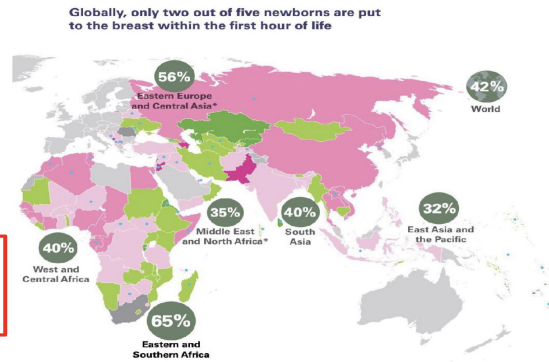 Globally, only two out of five newborns are put
to the breast within the first hour of life
56%
Eastern Europe
and Central Asia*
42%
World
35%
Middle East
and North Africa*
40%
South
Asia
32%
East Asia and
the Pacific
40%
West and
Central Africa
65%
Eastern and
Southern Africa